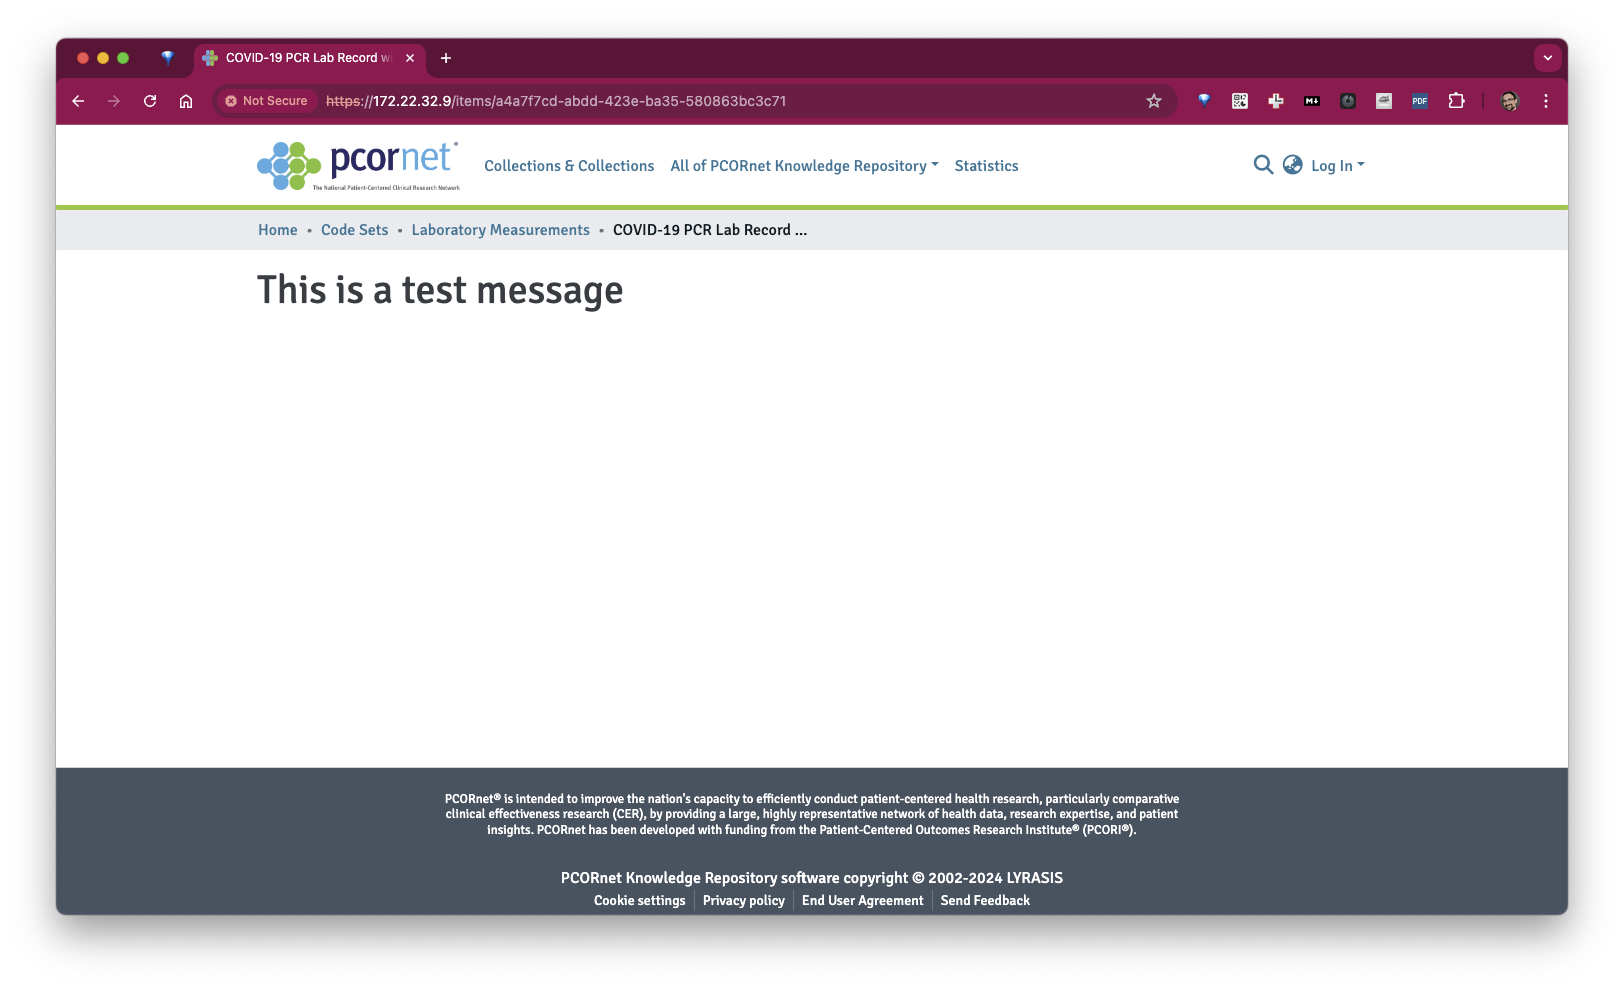 COVID-19 PCR Lab Record w
Not Secure https://172.22.32.9/items/a4a7f7cd-abdd-423e-ba35-580863bc3c71
M PDF
pcornet
The National Patient-Centered Clinical Research Network
Collections & Collections All of PCORnet Knowledge Repository Statistics Log In
Home • Code Sets • Laboratory Measurements • COVID-19 PCR Lab Record ...
This is a test message
PCORnet® is intended to improve the nation's capacity to efficiently conduct patient-centered health research, particularly comparative
clinical effectiveness research (CER), by providing a large, highly representative network of health data, research expertise, and patient
insights. PCORnet has been developed with funding from the Patient-Centered Outcomes Research Institute® (PCORI®).
PCORnet Knowledge Repository software copyright © 2002-2024 LYRASIS
Cookie settings Privacy policy End User Agreement Send Feedback